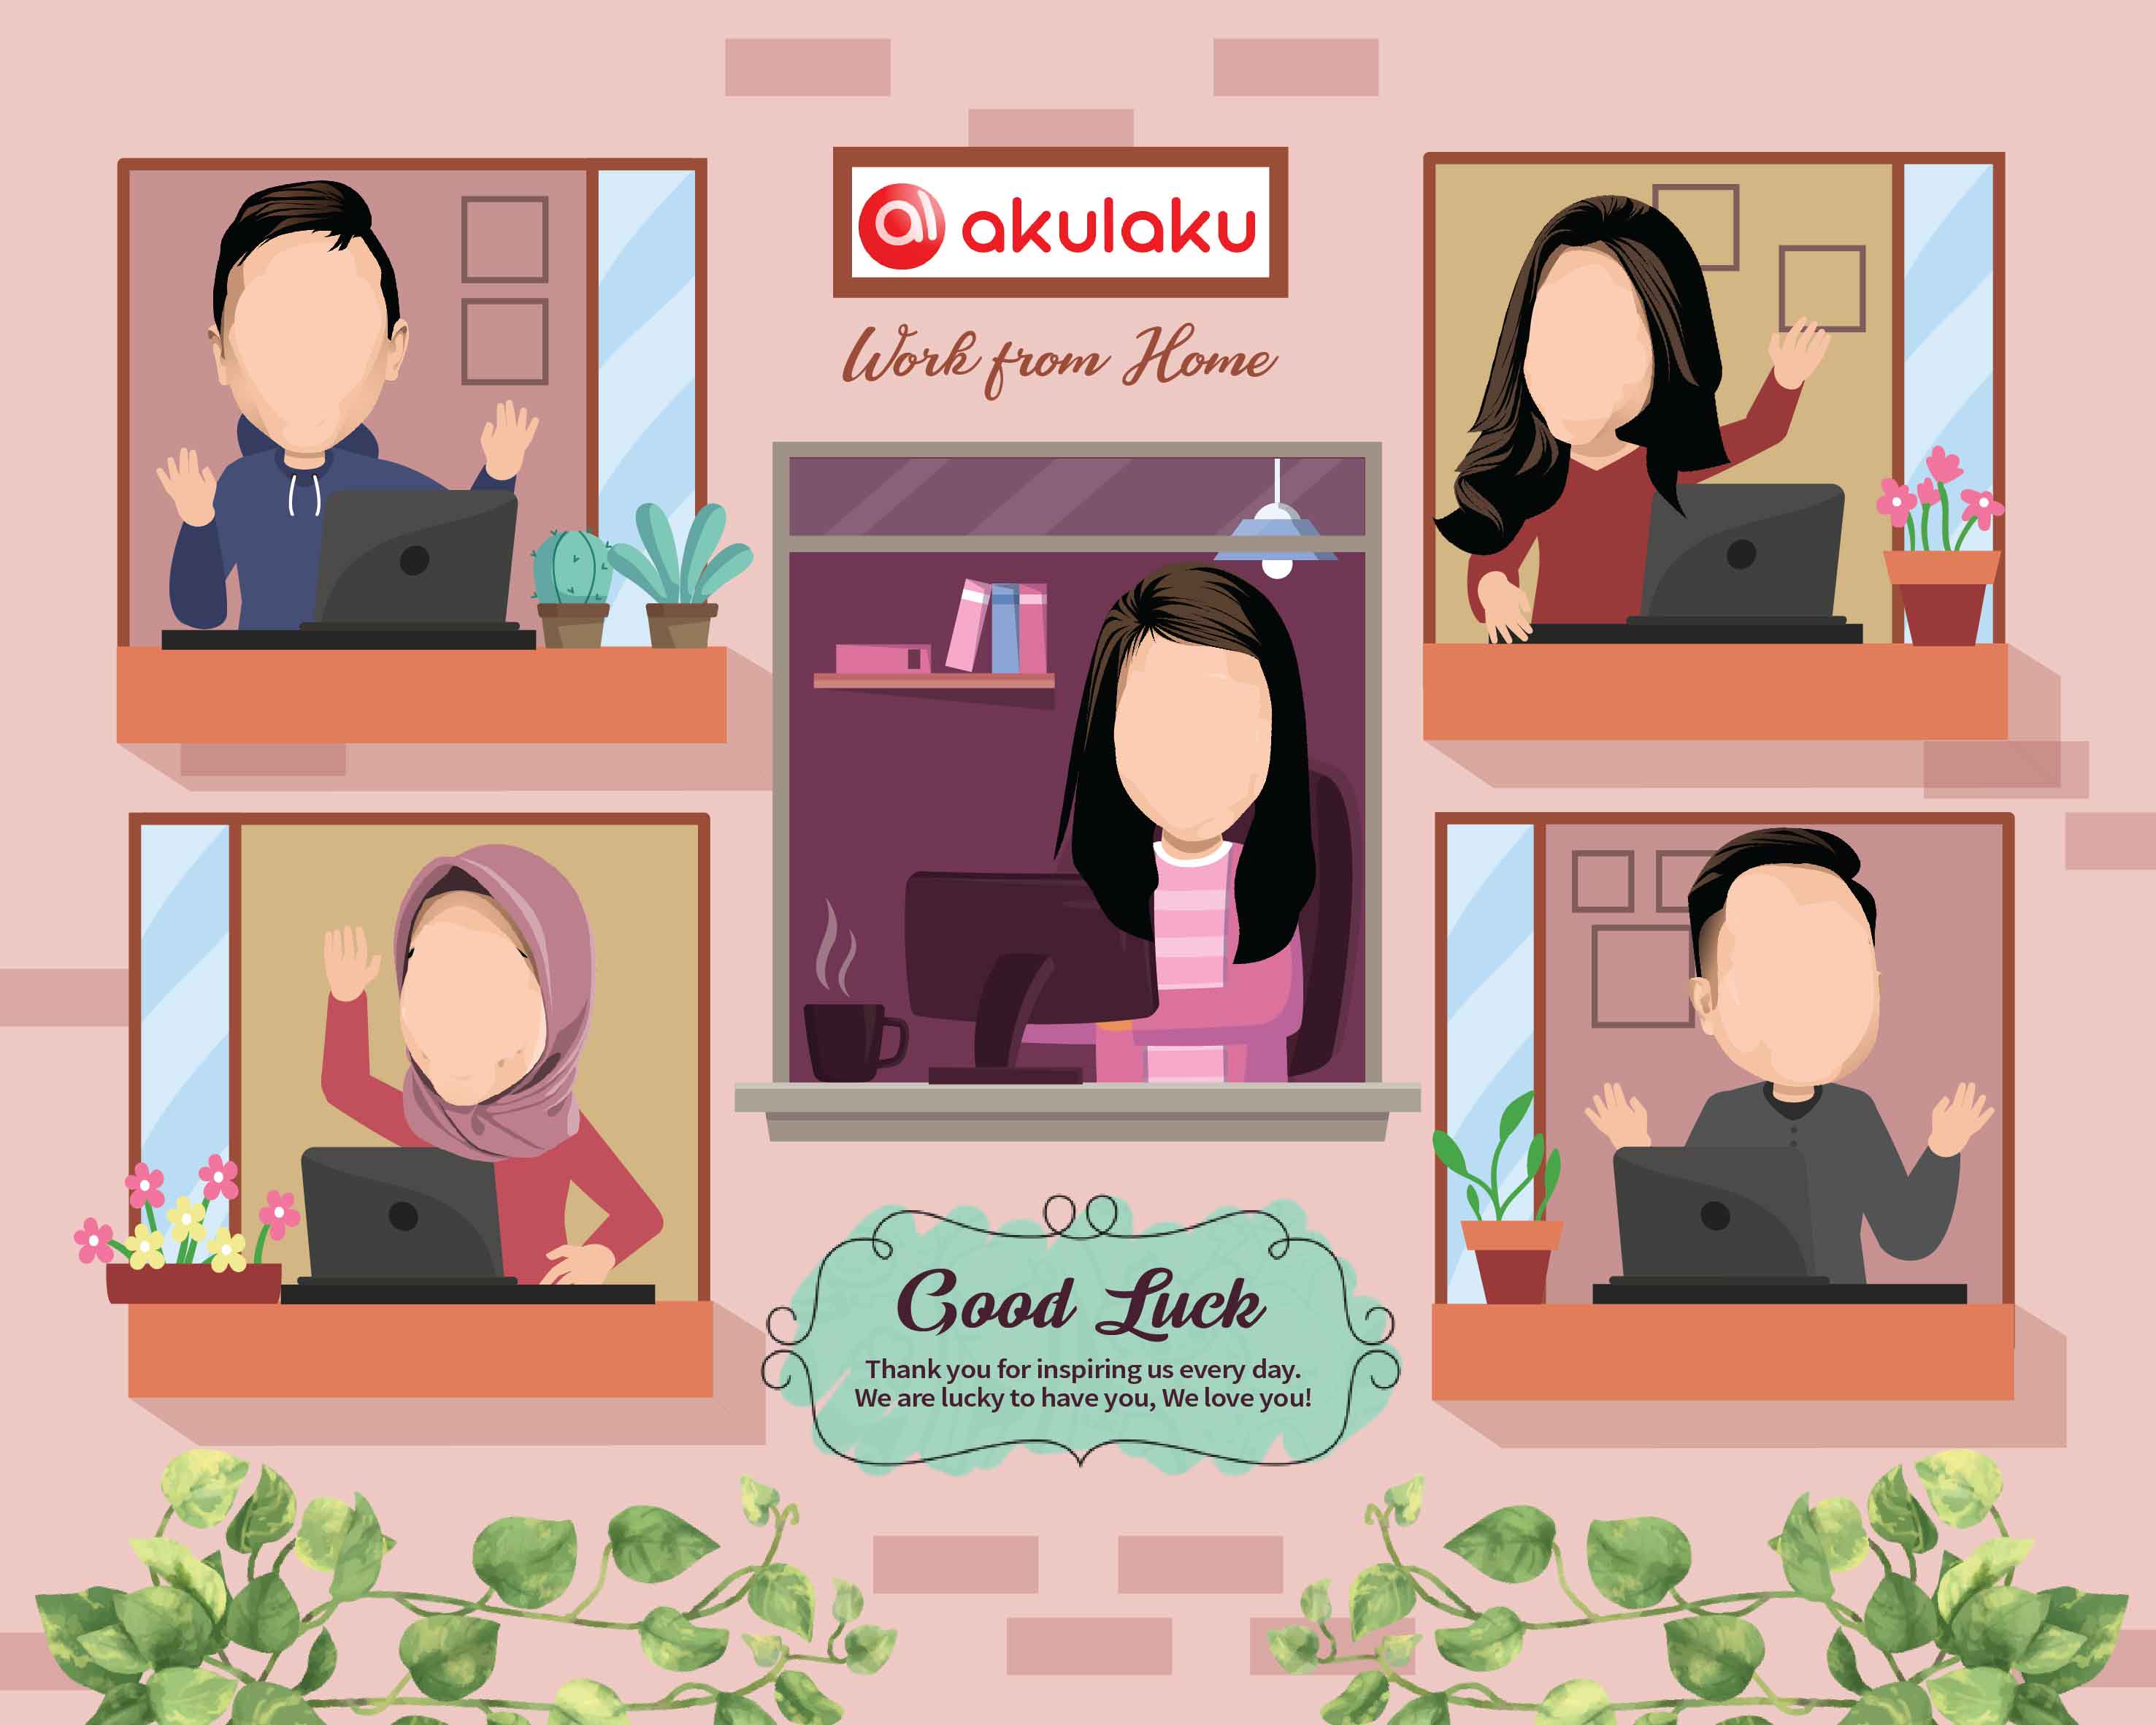 akulaku
Work from Home
Good Luck
Thank you for inspiring us every day.
We are lucky to have you, We love you!